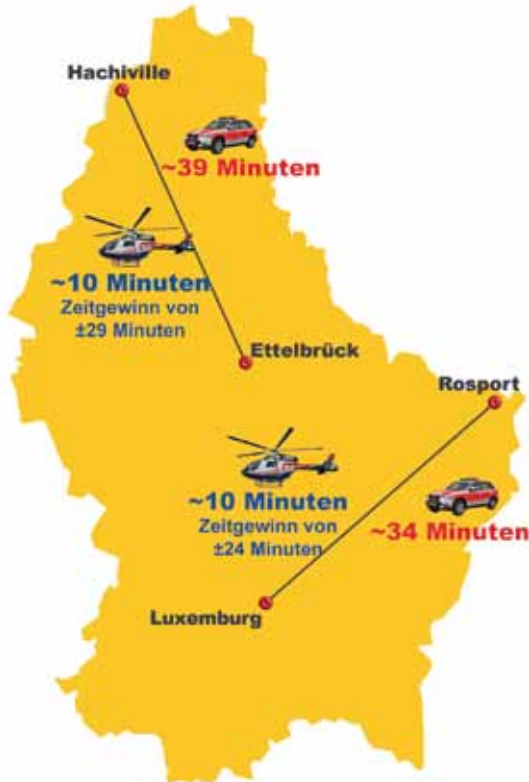 Hachiville
~39 Minuten
~10 Minuten
Zeitgewinn von
±29 Minuten
Ettelbrück
Rosport
~10 Minuten
Zeitgewinn von
±24 Minuten
~34 Minuten
Luxemburg